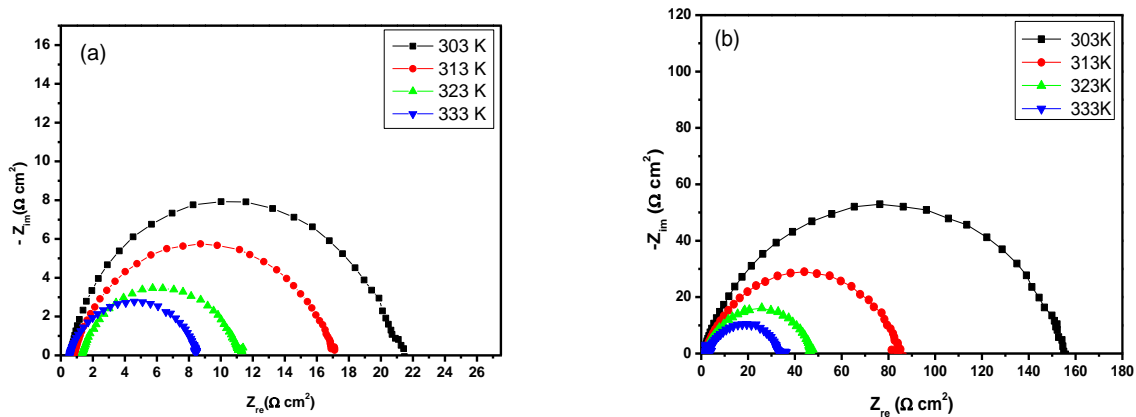 (a)
303 K
313 K
323 K
333 K
- Z_im(Ω cm²)
16
14
12
10
8
6
4
2
0
0 2 4 6 8 10 12 14 16 18 20 22 24 26
Z_re(Ω cm²)
(b)
303K
313K
323K
333K
-Z_im (Ω cm²)
120
100
80
60
40
20
0
0 20 40 60 80 100 120 140 160 180
Z_re(Ω cm²)